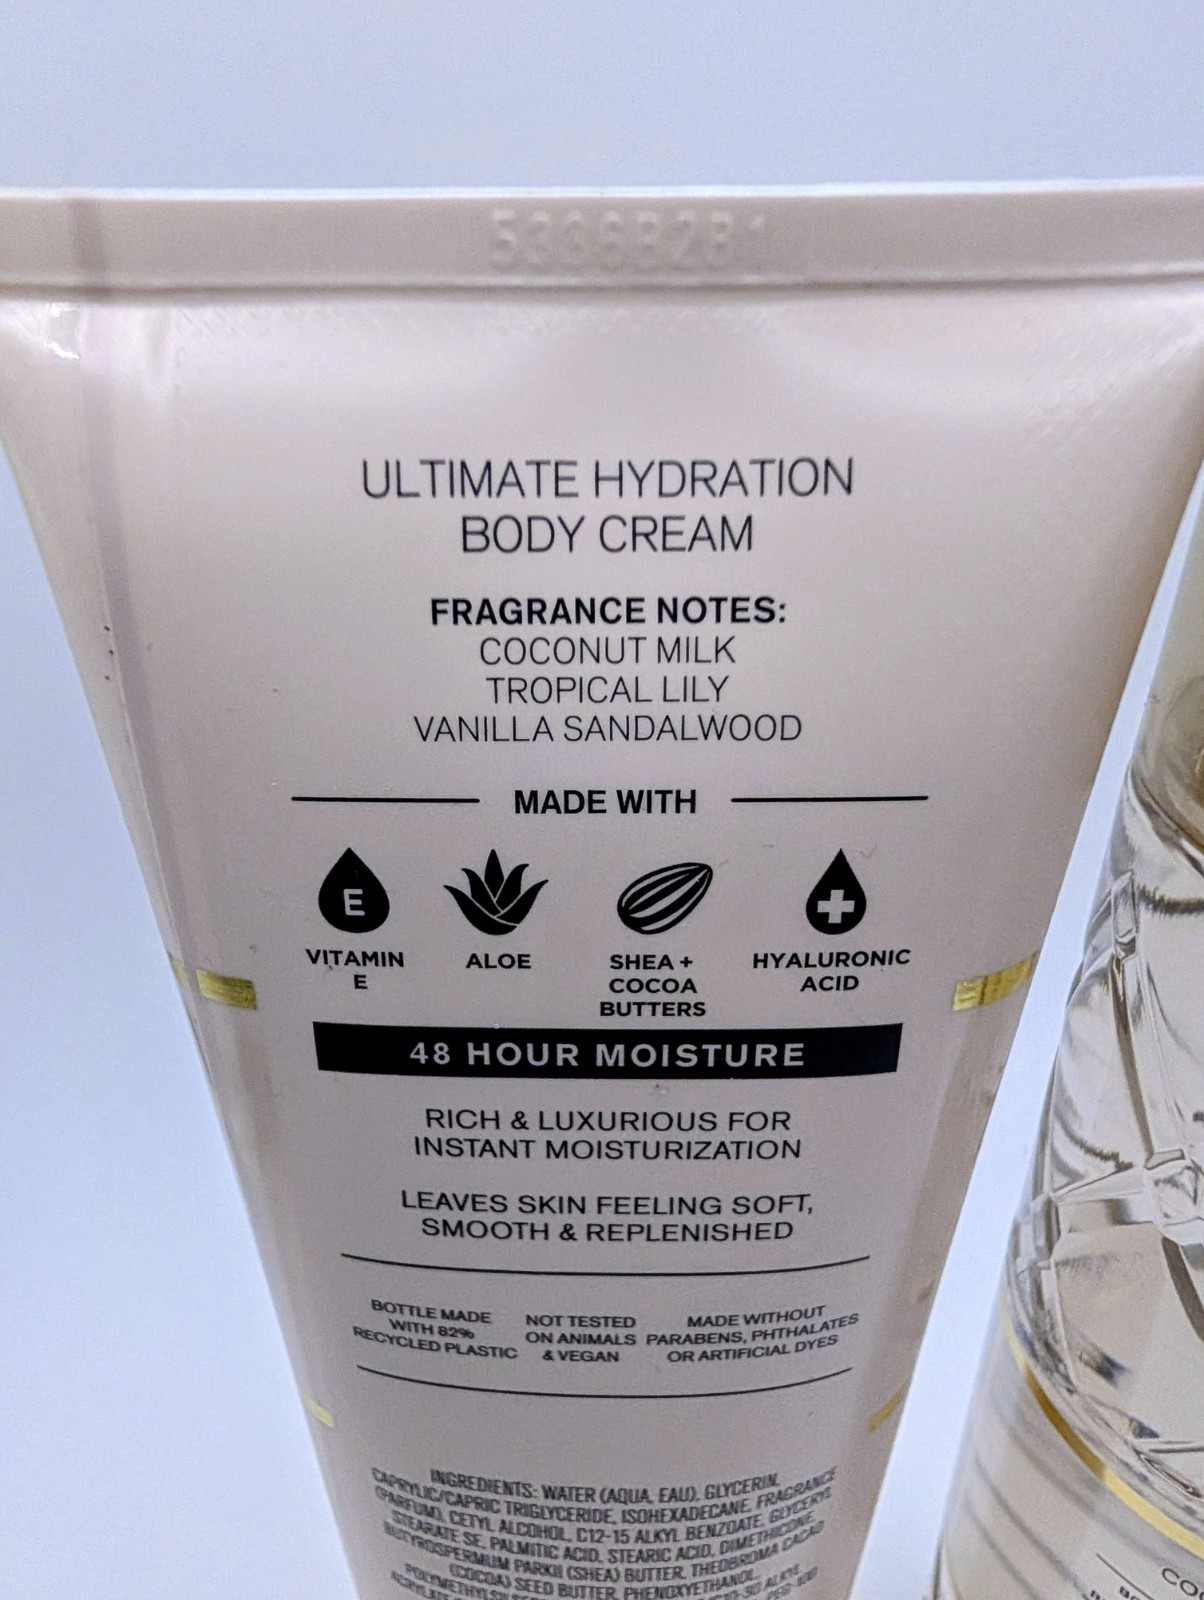 5336B2B1
ULTIMATE HYDRATION
BODY CREAM
FRAGRANCE NOTES:
COCONUT MILK
TROPICAL LILY
VANILLA SANDALWOOD
MADE WITH
E
VITAMIN
E
ALOE
SHEA +
COCOA
BUTTERS
HYALURONIC
ACID
48 HOUR MOISTURE
RICH & LUXURIOUS FOR
INSTANT MOISTURIZATION
LEAVES SKIN FEELING SOFT,
SMOOTH & REPLENISHED
BOTTLE MADE
WITH 82%
RECYCLED PLASTIC
NOT TESTED
ON ANIMALS
& VEGAN
MADE WITHOUT
PARABENS, PHTHALATES
OR ARTIFICIAL DYES
INGREDIENTS: WATER (AQUA, EAU), GLYCERIN,
CAPRYLIC/CAPRIC TRIGLYCERIDE, ISOHEXADECANE, FRAGRANCE
(PARFUM), CETYL ALCOHOL, C12-15 ALKYL BENZOATE, GLYCERYL
STEARATE SE, PALMITIC ACID, STEARIC ACID, DIMETHICONE,
BUTYROSPERMUM PARKII (SHEA) BUTTER, THEOBROMA CACAO
(COCOA) SEED BUTTER, PHENOXYETHANOL,
ALKYL